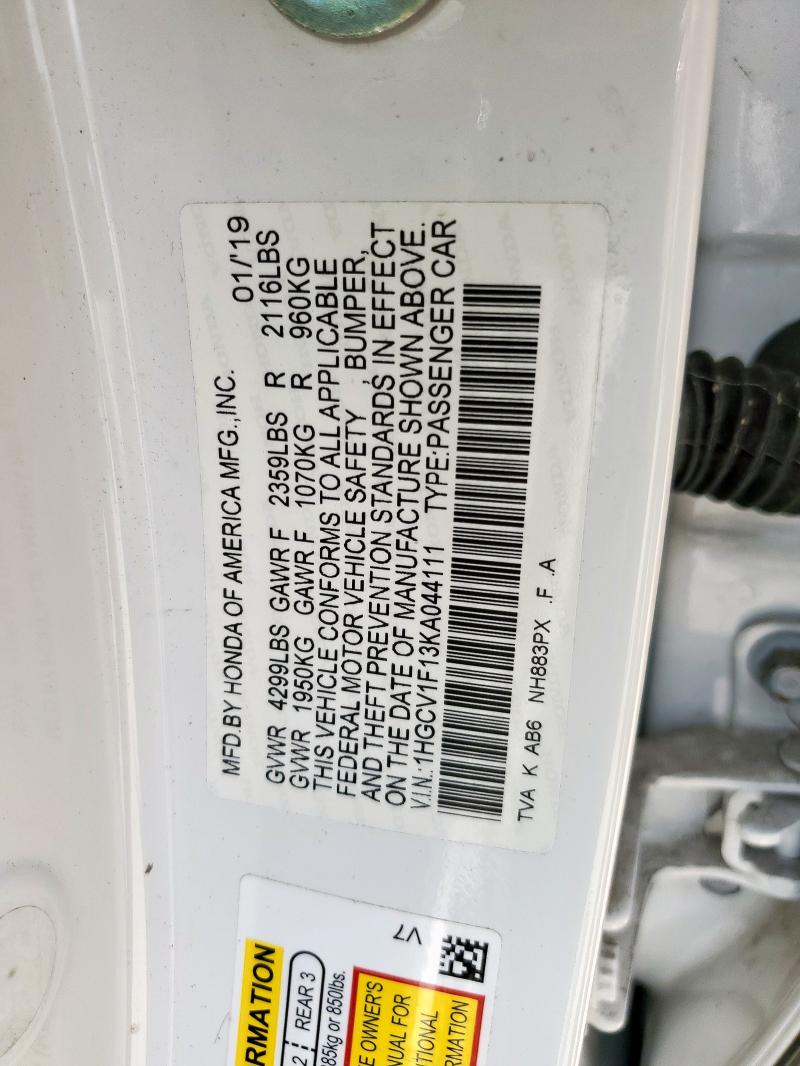 MFD.BY HONDA OF AMERICA MFG.,INC. 01/'19
GVWR 4299LBS GAWR F 2359LBS R 2116LBS
GVWR 1950KG GAWR F 1070KG R 960KG
THIS VEHICLE CONFORMS TO ALL APPLICABLE
FEDERAL MOTOR VEHICLE SAFETY , BUMPER,
AND THEFT PREVENTION STANDARDS IN EFFECT
ON THE DATE OF MANUFACTURE SHOWN ABOVE.
V.I.N.:1HGCV1F13KA044111 TYPE:PASSENGER CAR
TVA K AB6 NH883PX .F .A
RMATION
2 REAR 3
85kg or 850lbs.
E OWNER'S
NUAL FOR
ITIONAL
RMATION
V7